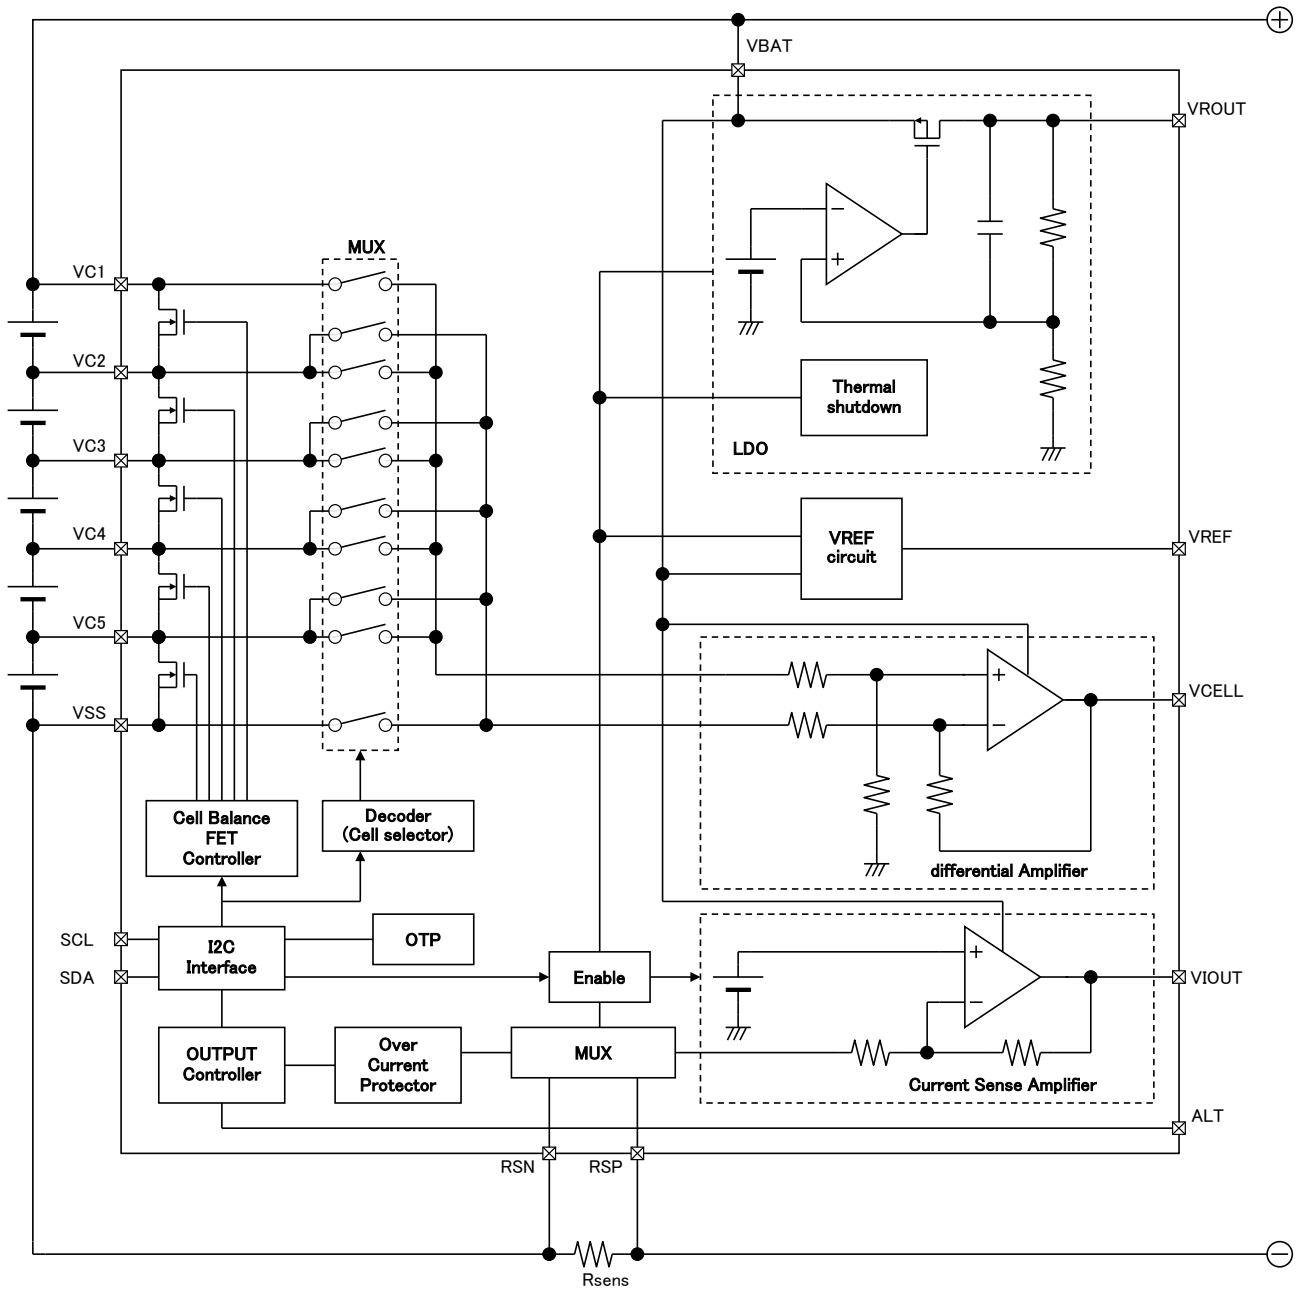 VBAT
VROUT
MUX
VC1
VC2
Thermal
shutdown
LDO
VC3
VC4
VREF
circuit
VREF
VC5
VCELL
VSS
Cell Balance
FET
Controller
Decoder
(Cell selector)
differential Amplifier
SCL
I2C
Interface
OTP
SDA
Enable
VIOUT
OUTPUT
Controller
Over
Current
Protector
MUX
Current Sense Amplifier
ALT
RSN
RSP
Rsens